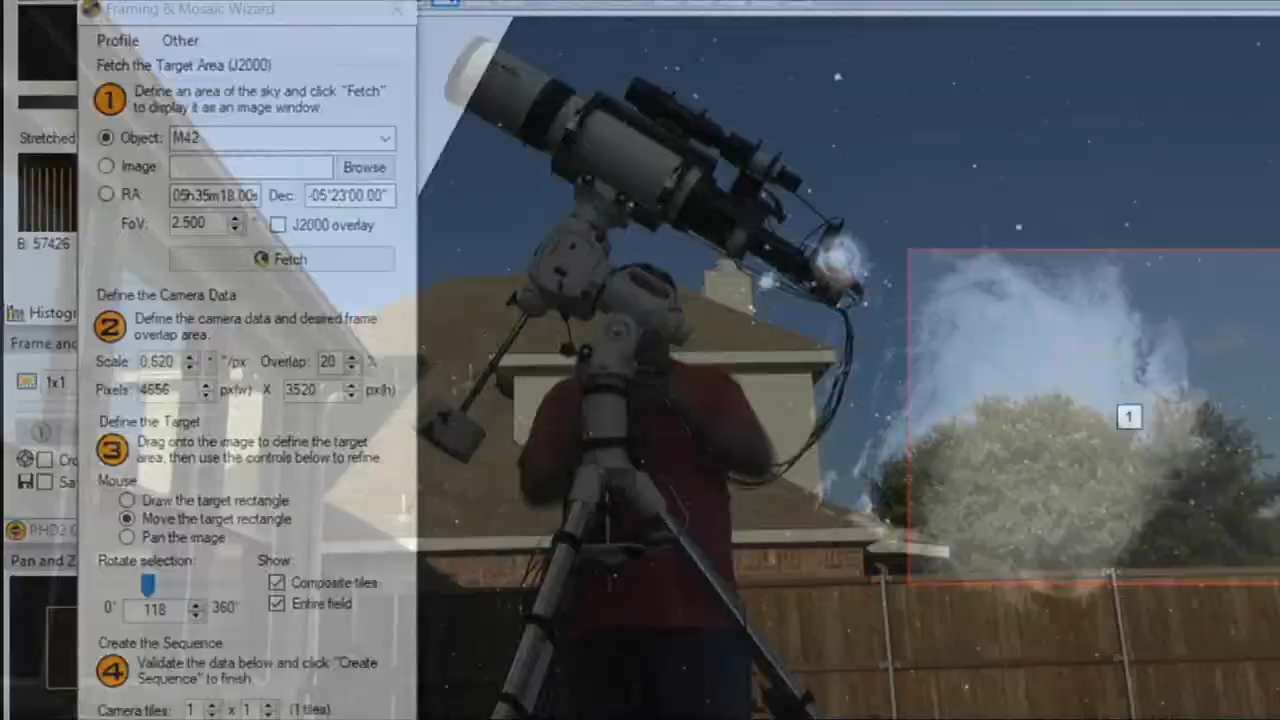 Framing & Mosaic Wizard
Profile Other
Fetch the Target Area (J2000)
1 Define an area of the sky and click "Fetch"
to display it as an image window.
Stretched
Object: M42
Image Browse
RA: 05h35m18.00s Dec: -05°23'00.00"
FoV: 2.500 ° J2000 overlay
B: 57426
Fetch
Define the Camera Data
2 Define the camera data and desired frame
overlap area.
Histogr
Frame and
Scale: 0.620 "/px Overlap: 20 %
1x1
Pixels: 4656 px(w) X 3520 px(h)
Define the Target
3 Drag onto the image to define the target
area, then use the controls below to refine.
1
Cro
Sa
Mouse
Draw the target rectangle
Move the target rectangle
Pan the image
PHD2 G
Pan and Z
Rotate selection: Show:
Composite tiles
0° 118 360° Entire field
Create the Sequence
4 Validate the data below and click "Create
Sequence" to finish.
Camera tiles: 1 x 1 (1 tiles)